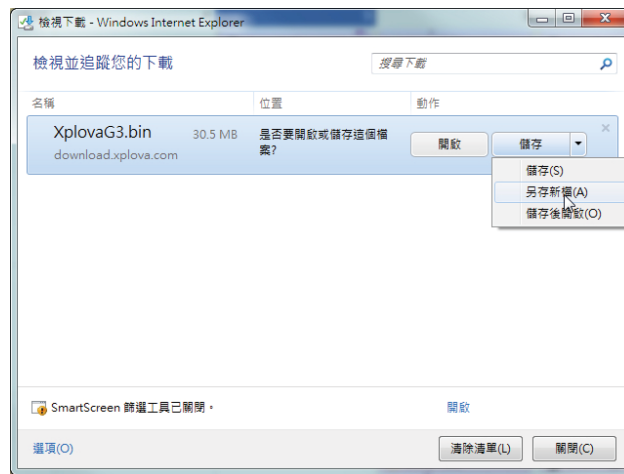 檢視下載 - Windows Internet Explorer
檢視並追蹤您的下載
搜尋下載
名稱 位置 動作
XplovaG3.bin 30.5 MB 是否要開啟或儲存這個檔
案?
開啟 儲存
download.xplova.com
儲存(S)
另存新檔(A)
儲存後開啟(O)
SmartScreen 篩選工具已關閉。 開啟
選項(O) 清除清單(L) 關閉(C)